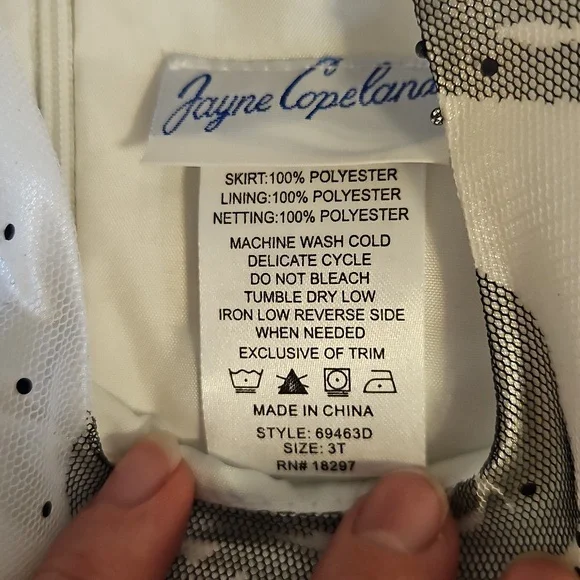 Jayne Copeland
SKIRT:100% POLYESTER
LINING:100% POLYESTER
NETTING:100% POLYESTER
MACHINE WASH COLD
DELICATE CYCLE
DO NOT BLEACH
TUMBLE DRY LOW
IRON LOW REVERSE SIDE
WHEN NEEDED
EXCLUSIVE OF TRIM
MADE IN CHINA
STYLE: 69463D
SIZE: 3T
RN# 18297